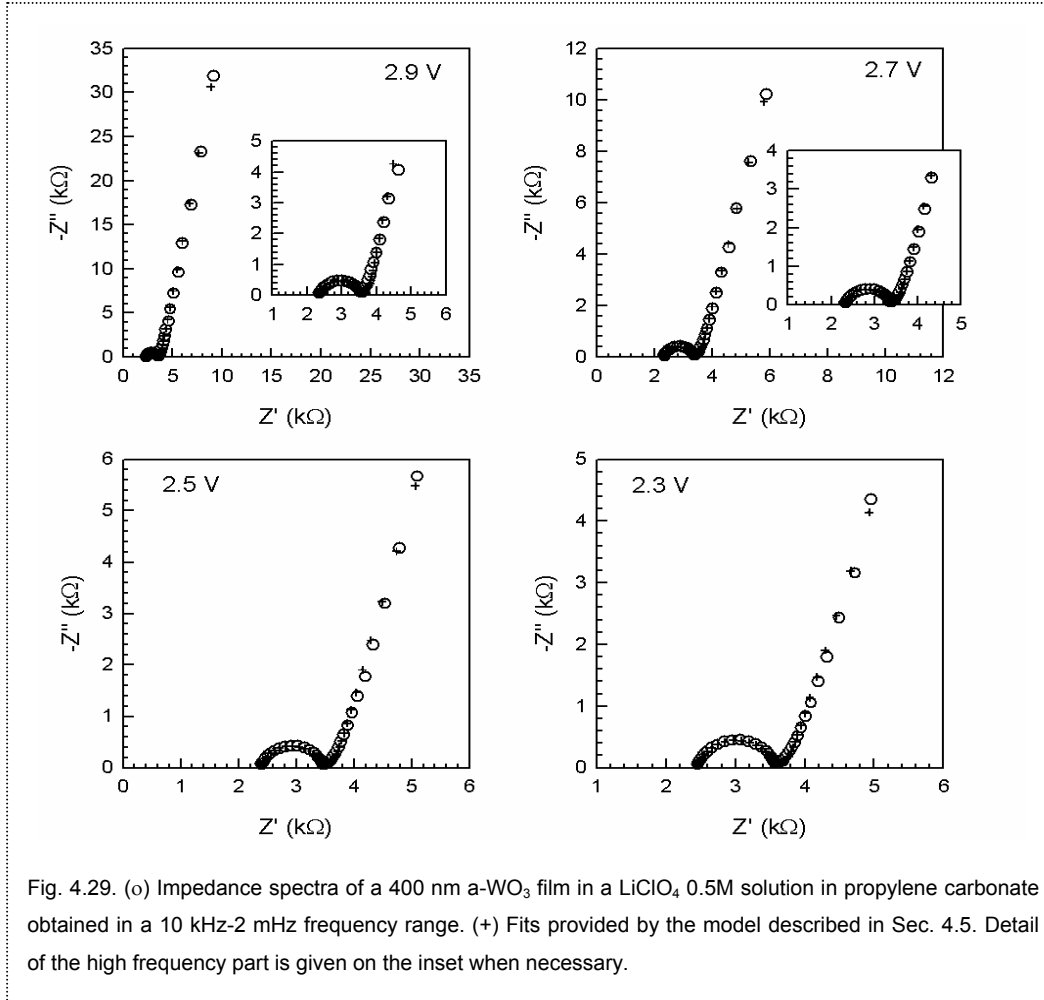 2.9 V
35
30
25
20
15
10
5
0
-Z'' (kΩ)
0 5 10 15 20 25 30 35
Z' (kΩ)
5
4
3
2
1
0
1 2 3 4 5 6
2.7 V
12
10
8
6
4
2
0
-Z'' (kΩ)
0 2 4 6 8 10 12
Z' (kΩ)
4
3
2
1
0
1 2 3 4 5
2.5 V
6
5
4
3
2
1
0
-Z'' (kΩ)
0 1 2 3 4 5 6
Z' (kΩ)
2.3 V
5
4
3
2
1
0
-Z'' (kΩ)
1 2 3 4 5 6
Z' (kΩ)
Fig. 4.29. (o) Impedance spectra of a 400 nm a-WO₃ film in a LiClO₄ 0.5M solution in propylene carbonate
obtained in a 10 kHz-2 mHz frequency range. (+) Fits provided by the model described in Sec. 4.5. Detail
of the high frequency part is given on the inset when necessary.